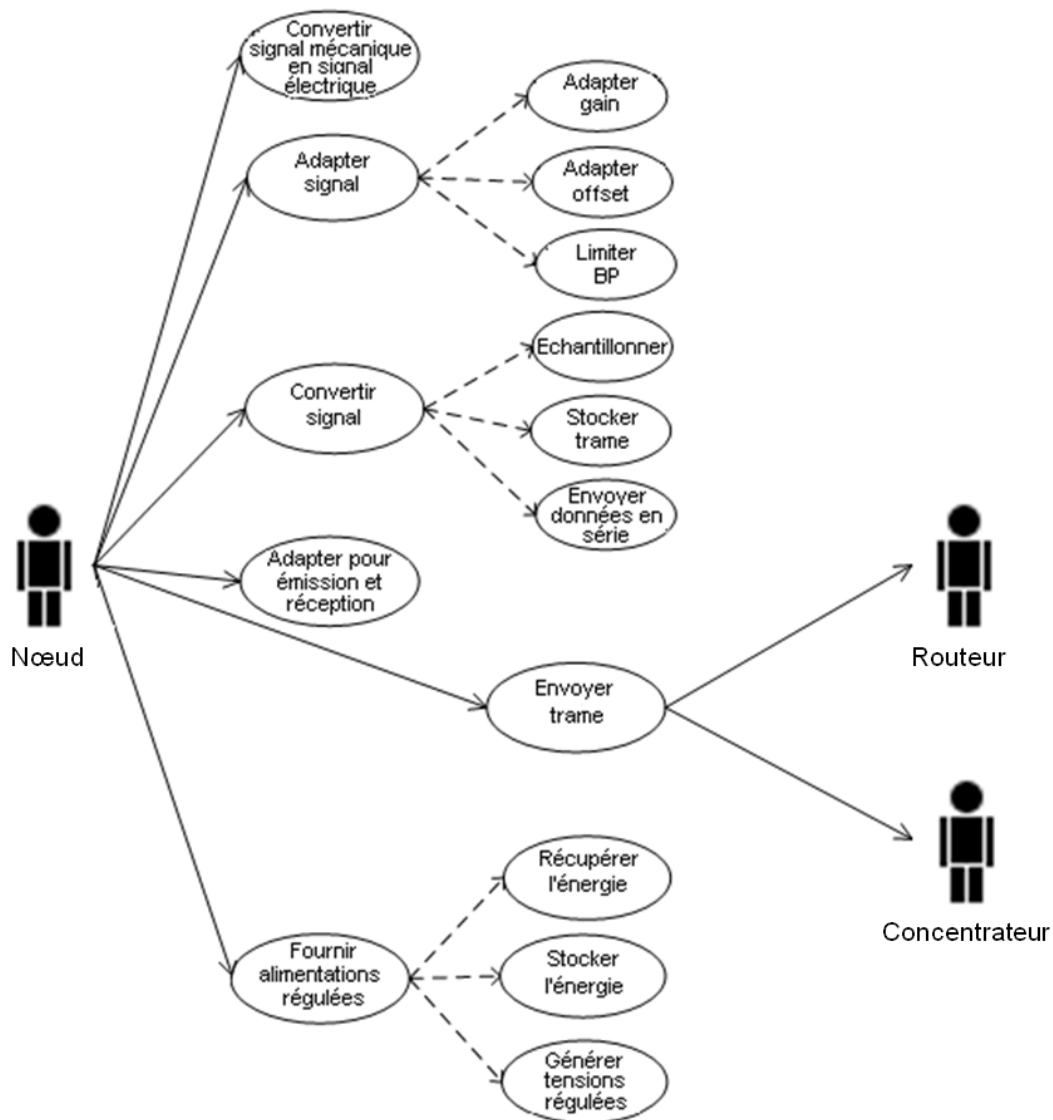 Convertir
signal mécanique
en signal
électrique
Adapter
gain
Adapter
signal
Adapter
offset
Limiter
BP
Echantillonner
Convertir
signal
Stocker
trame
Envoyer
données en
série
Adapter pour
émission et
réception
Nœud
Routeur
Envoyer
trame
Récupérer
l'énergie
Concentrateur
Fournir
alimentations
régulées
Stocker
l'énergie
Générer
tensions
régulées